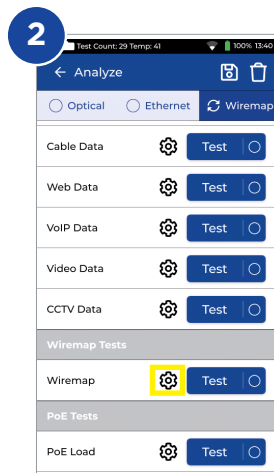 2
Test Count: 29 Temp: 41 100% 13:40
Analyze
Optical Ethernet Wiremap
Cable Data Test
Web Data Test
VoIP Data Test
Video Data Test
CCTV Data Test
Wiremap Tests
Wiremap Test
PoE Tests
PoE Load Test